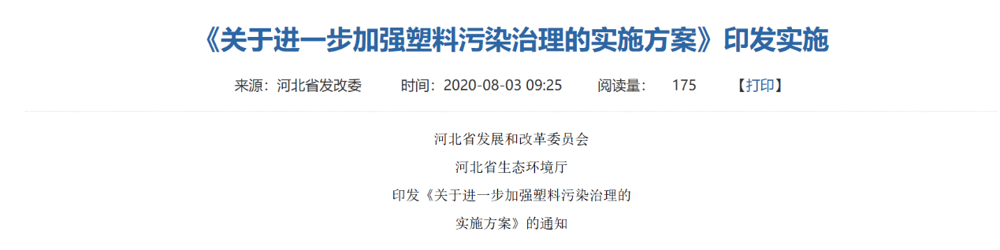 《关于进一步加强塑料污染治理的实施方案》印发实施
来源：河北省发改委 时间：2020-08-03 09:25 阅读量： 175 【打印】
河北省发展和改革委员会
河北省生态环境厅
印发《关于进一步加强塑料污染治理的
实施方案》的通知